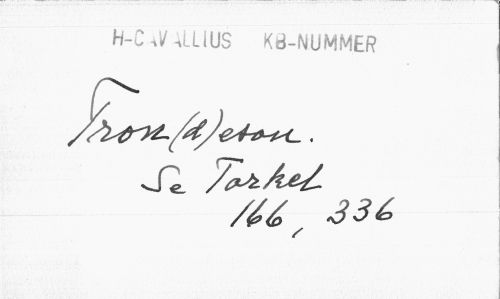 H-CAVALLIUS KB-NUMMER
Tron(d)eson.
Se Torkel
166, 336